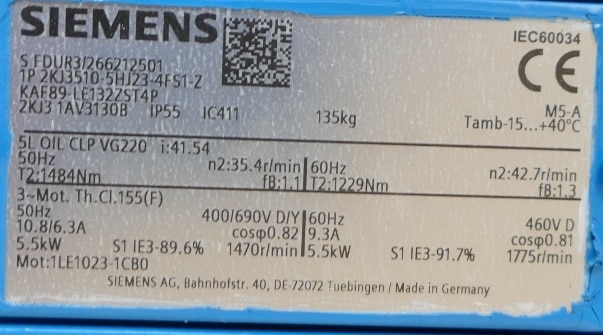 SIEMENS
IEC60034
S FDUR3/266212501
1P 2KJ3510-5HJ23-4FS1-Z
CE
KAF89-LE132ZST4P
2KJ3 1AV3130B IP55 IC411 135kg M5-A
Tamb-15...+40°C
5L OIL CLP VG220 i:41.54
50Hz n2:35.4r/min 60Hz n2:42.7r/min
T2:1484Nm fB:1.1 T2:1229Nm fB:1.3
3~Mot. Th.Cl.155(F)
50Hz 400/690V D/Y 60Hz 460V D
10.8/6.3A cosφ0.82 9.3A cosφ0.81
5.5kW S1 IE3-89.6% 1470r/min 5.5kW S1 IE3-91.7% 1775r/min
Mot:1LE1023-1CB0
SIEMENS AG, Bahnhofstr. 40, DE-72072 Tuebingen / Made in Germany